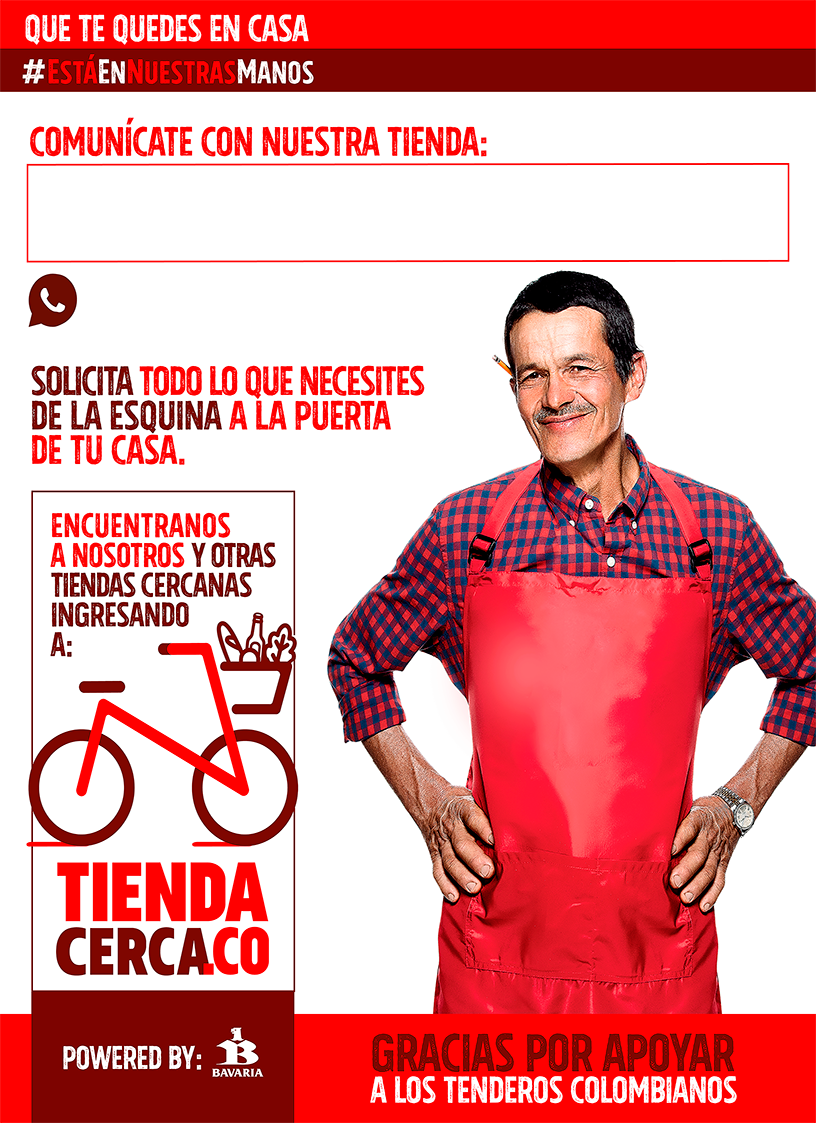 QUE TE QUEDES EN CASA
#ESTÁENNUESTRASMANOS
COMUNÍCATE CON NUESTRA TIENDA:
SOLICITA TODO LO QUE NECESITES
DE LA ESQUINA A LA PUERTA
DE TU CASA.
ENCUENTRANOS
A NOSOTROS Y OTRAS
TIENDAS CERCANAS
INGRESANDO
A:
TIENDA
CERCA.CO
POWERED BY:
1
B
BAVARIA
GRACIAS POR APOYAR
A LOS TENDEROS COLOMBIANOS